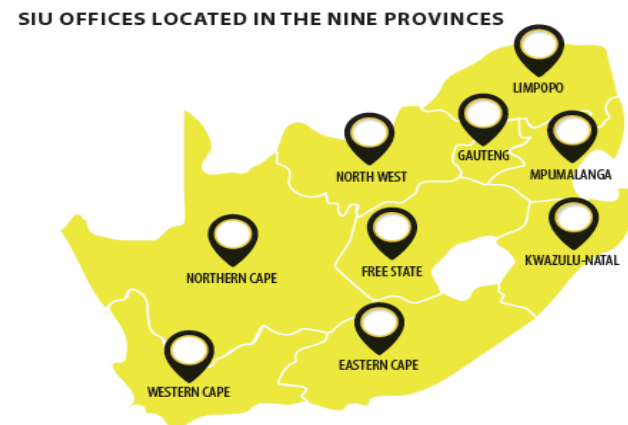 SIU OFFICES LOCATED IN THE NINE PROVINCES
LIMPOPO
GAUTENG
NORTH WEST
MPUMALANGA
KWAZULU-NATAL
NORTHERN CAPE
FREE STATE
EASTERN CAPE
WESTERN CAPE